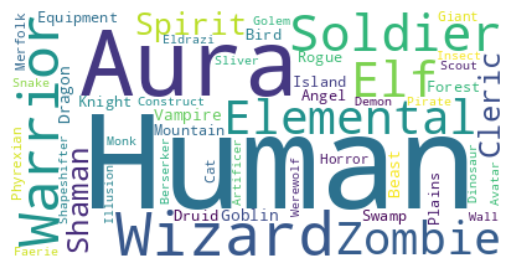 Human
Aura
Soldier
Warrior
Wizard
Zombie
Elemental
Elf
Spirit
Cleric
Shaman
Equipment
Merfolk
Golem
Eldrazi
Bird
Sliver
Rogue
Giant
Insect
Scout
Snake
Dragon
Knight
Construct
Island
Angel
Demon
Pirate
Forest
Vampire
Mountain
Phyrexian
Shapeshifter
Monk
Illusion
Berserker
Cat
Artificer
Horror
Werewolf
Beast
Plains
Dinosaur
Avatar
Faerie
Druid
Goblin
Swamp
Wall